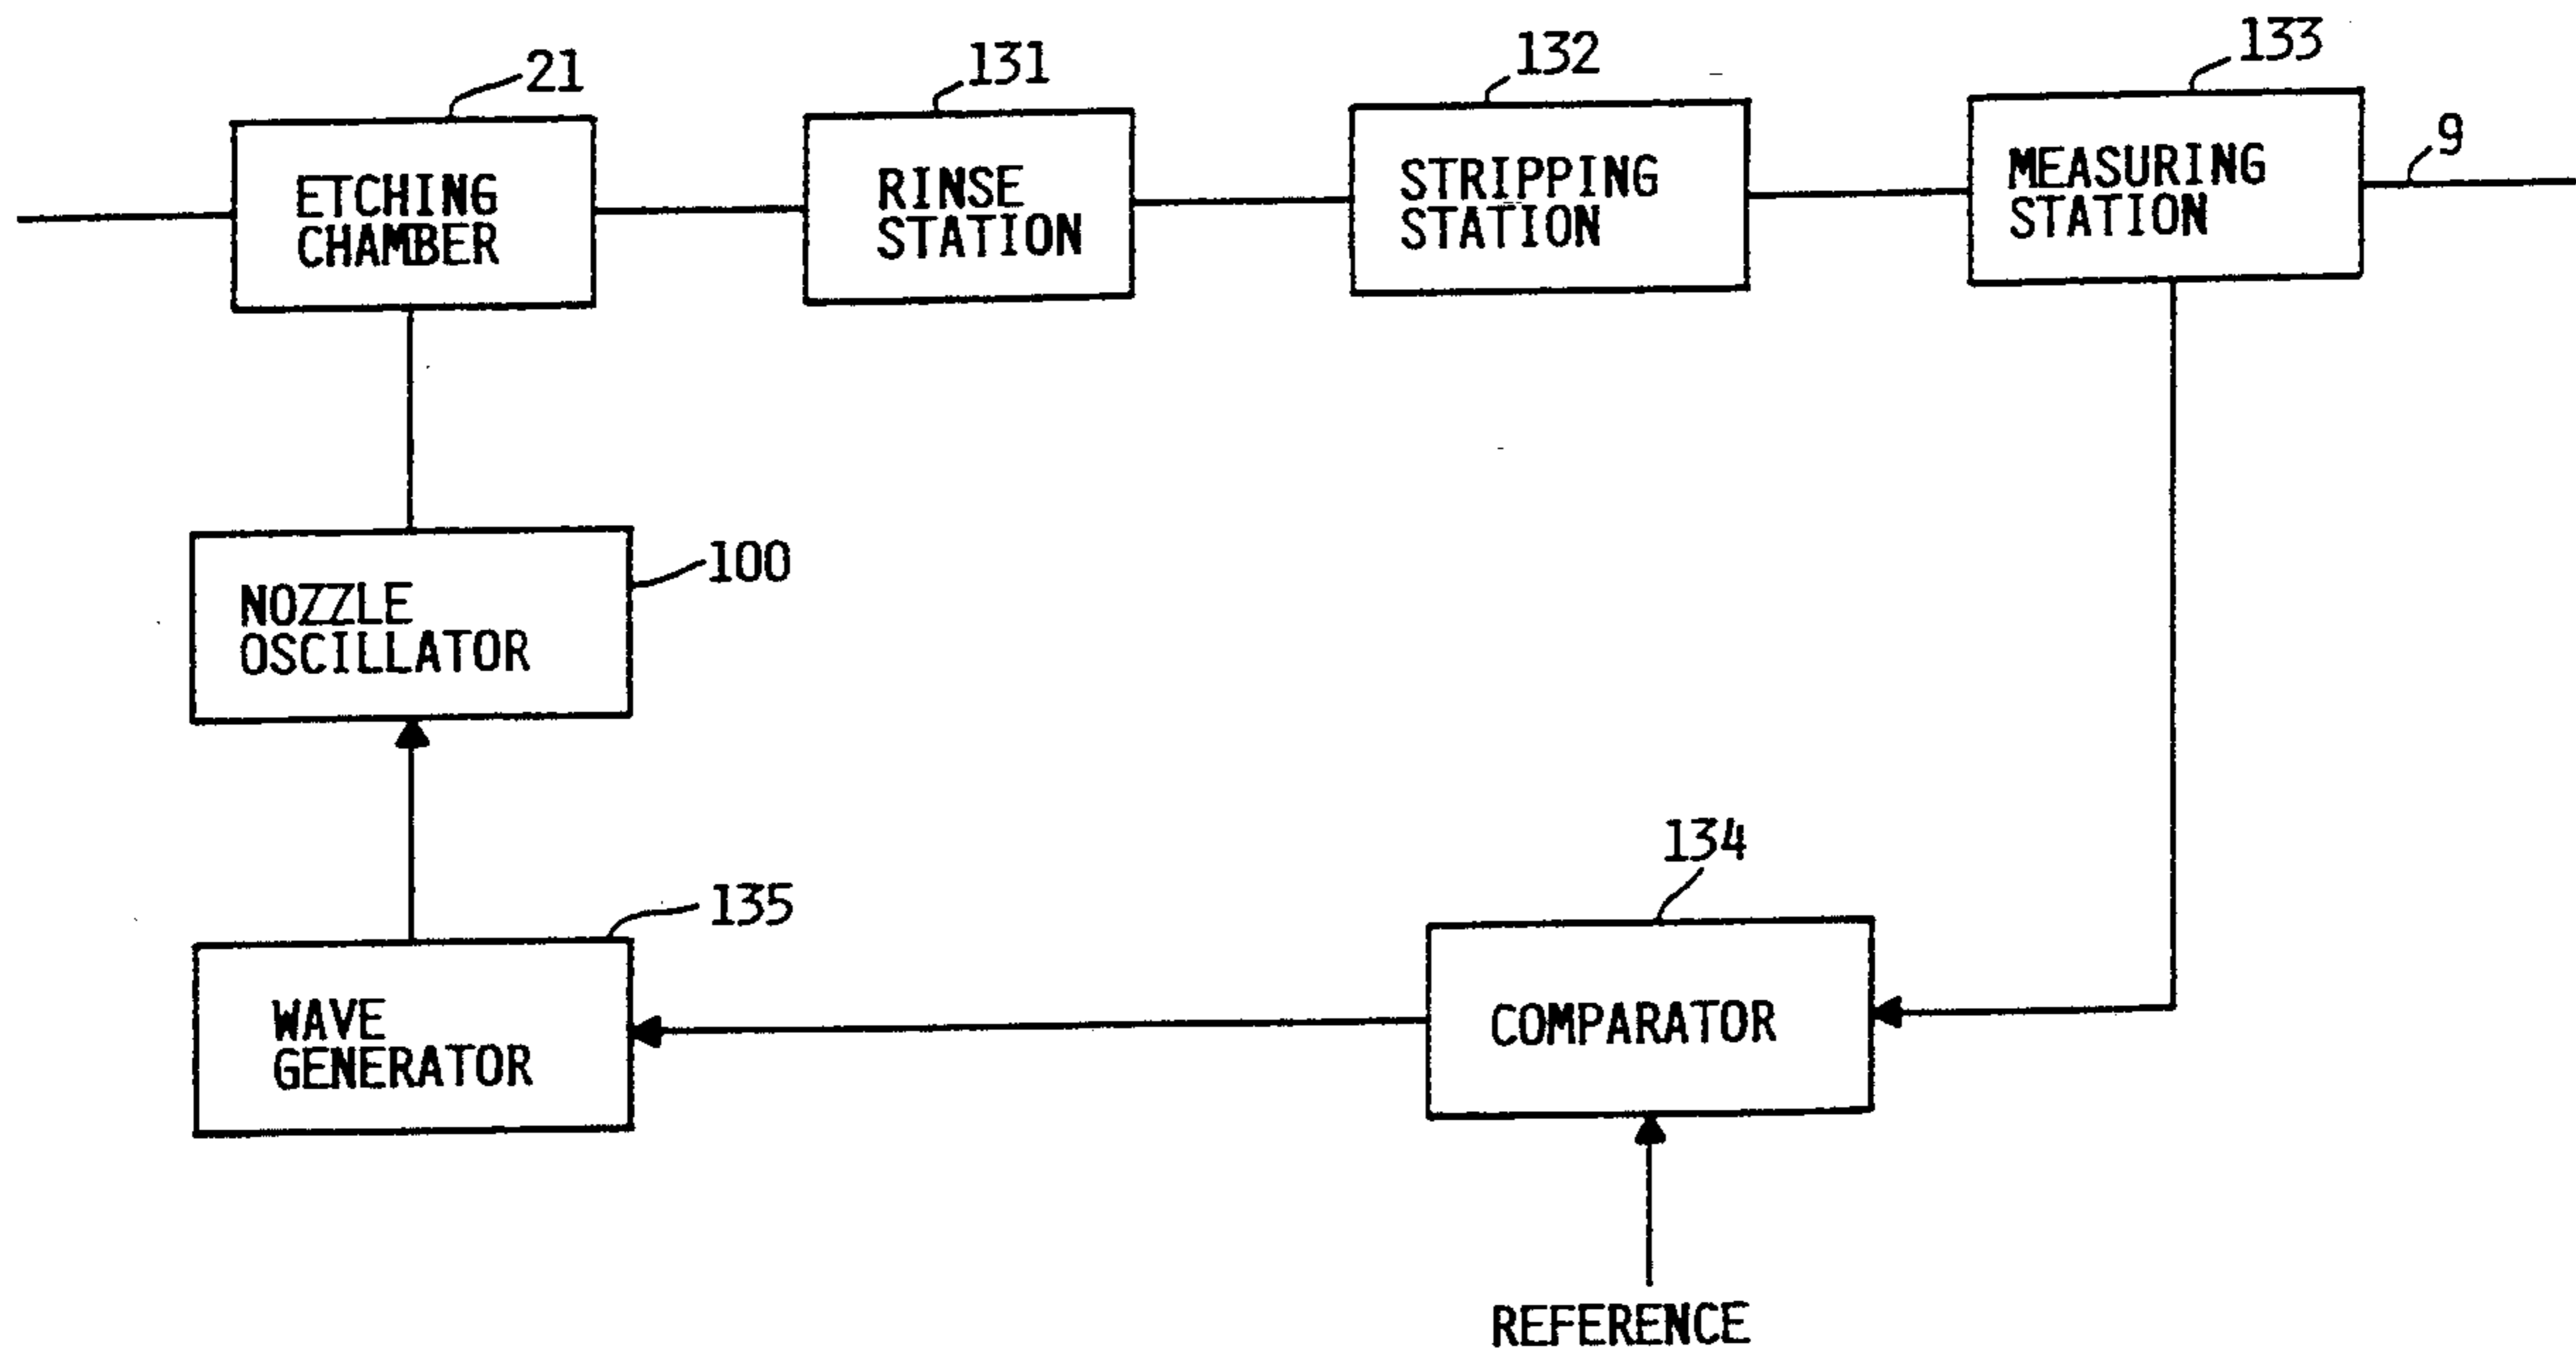 21
131
132
133
9
ETCHING
CHAMBER
RINSE
STATION
STRIPPING
STATION
MEASURING
STATION
100
NOZZLE
OSCILLATOR
135
134
WAVE
GENERATOR
COMPARATOR
REFERENCE